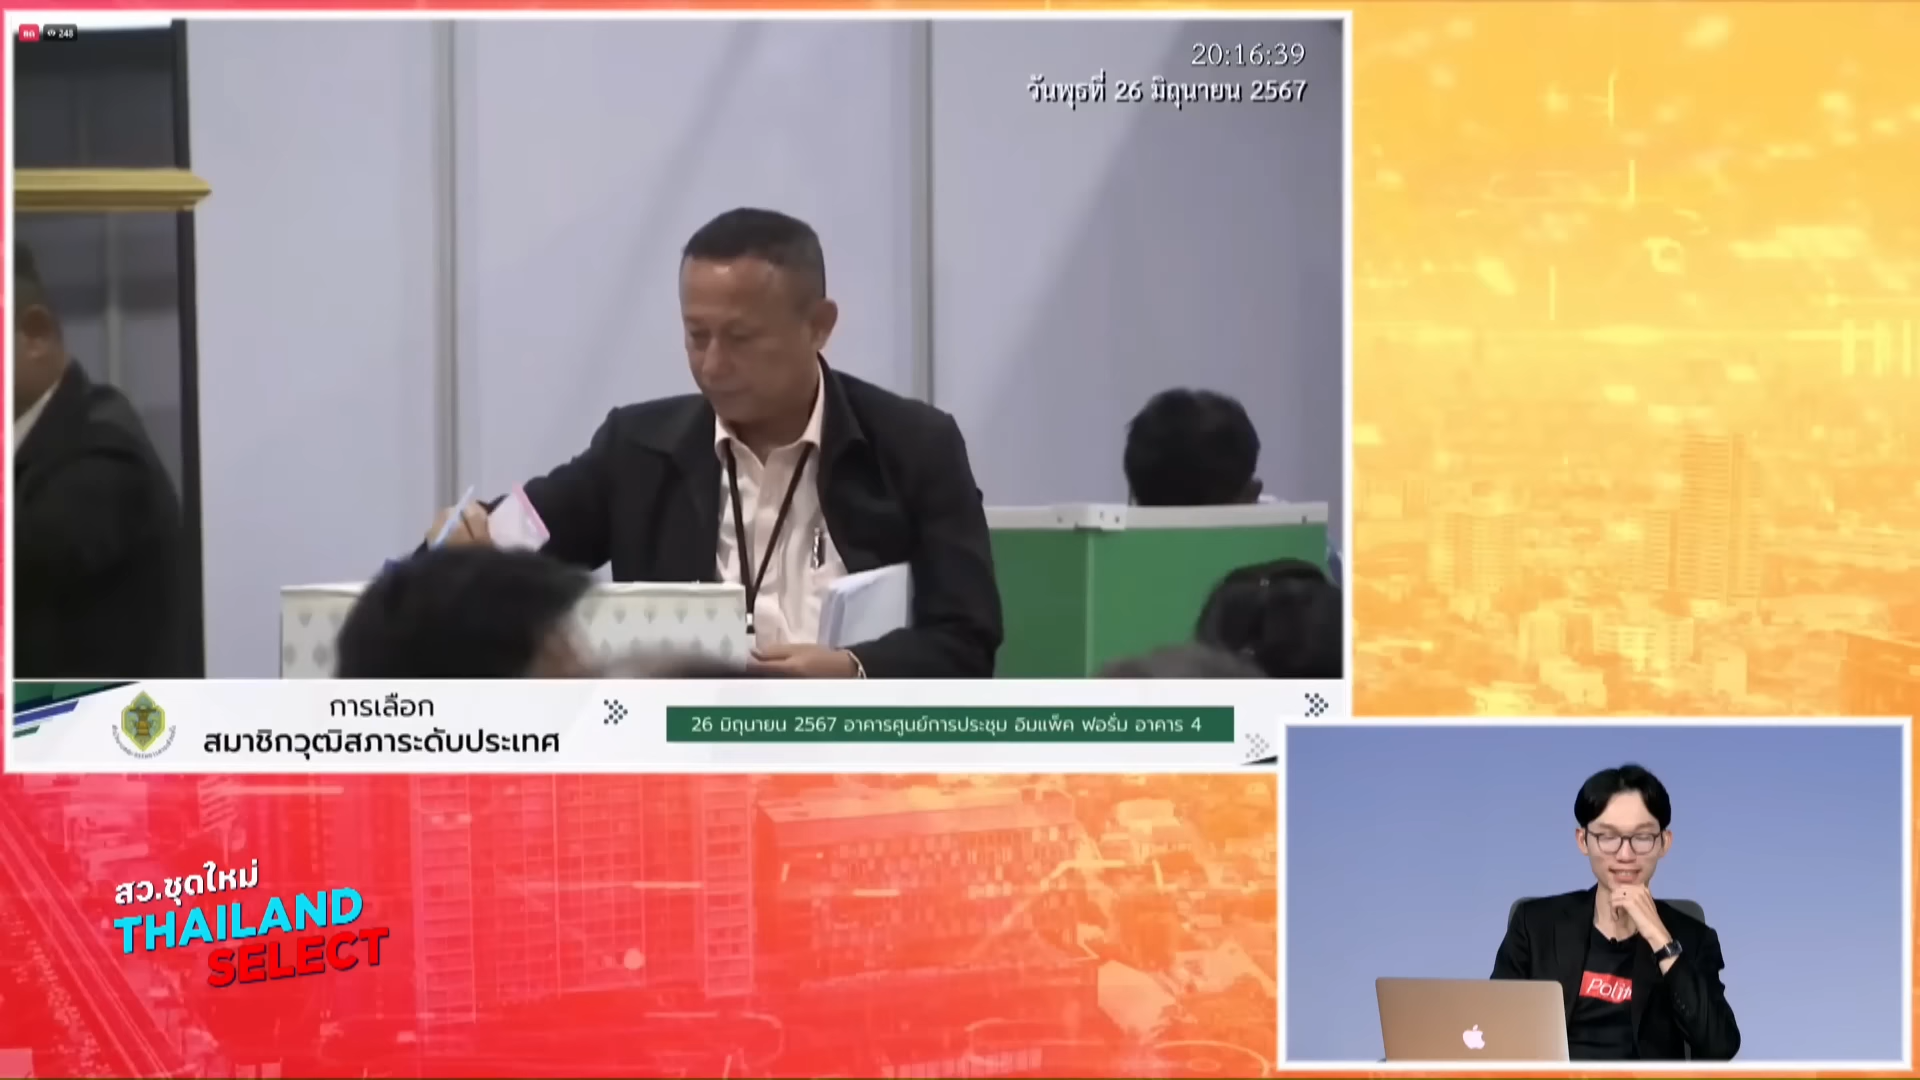 สด 248
20:16:39
วันพุธที่ 26 มิถุนายน 2567
การเลือก
สมาชิกวุฒิสภาระดับประเทศ
26 มิถุนายน 2567 อาคารศูนย์การประชุม อิมแพ็ค ฟอรั่ม อาคาร 4
สว.ชุดใหม่
THAILAND
SELECT